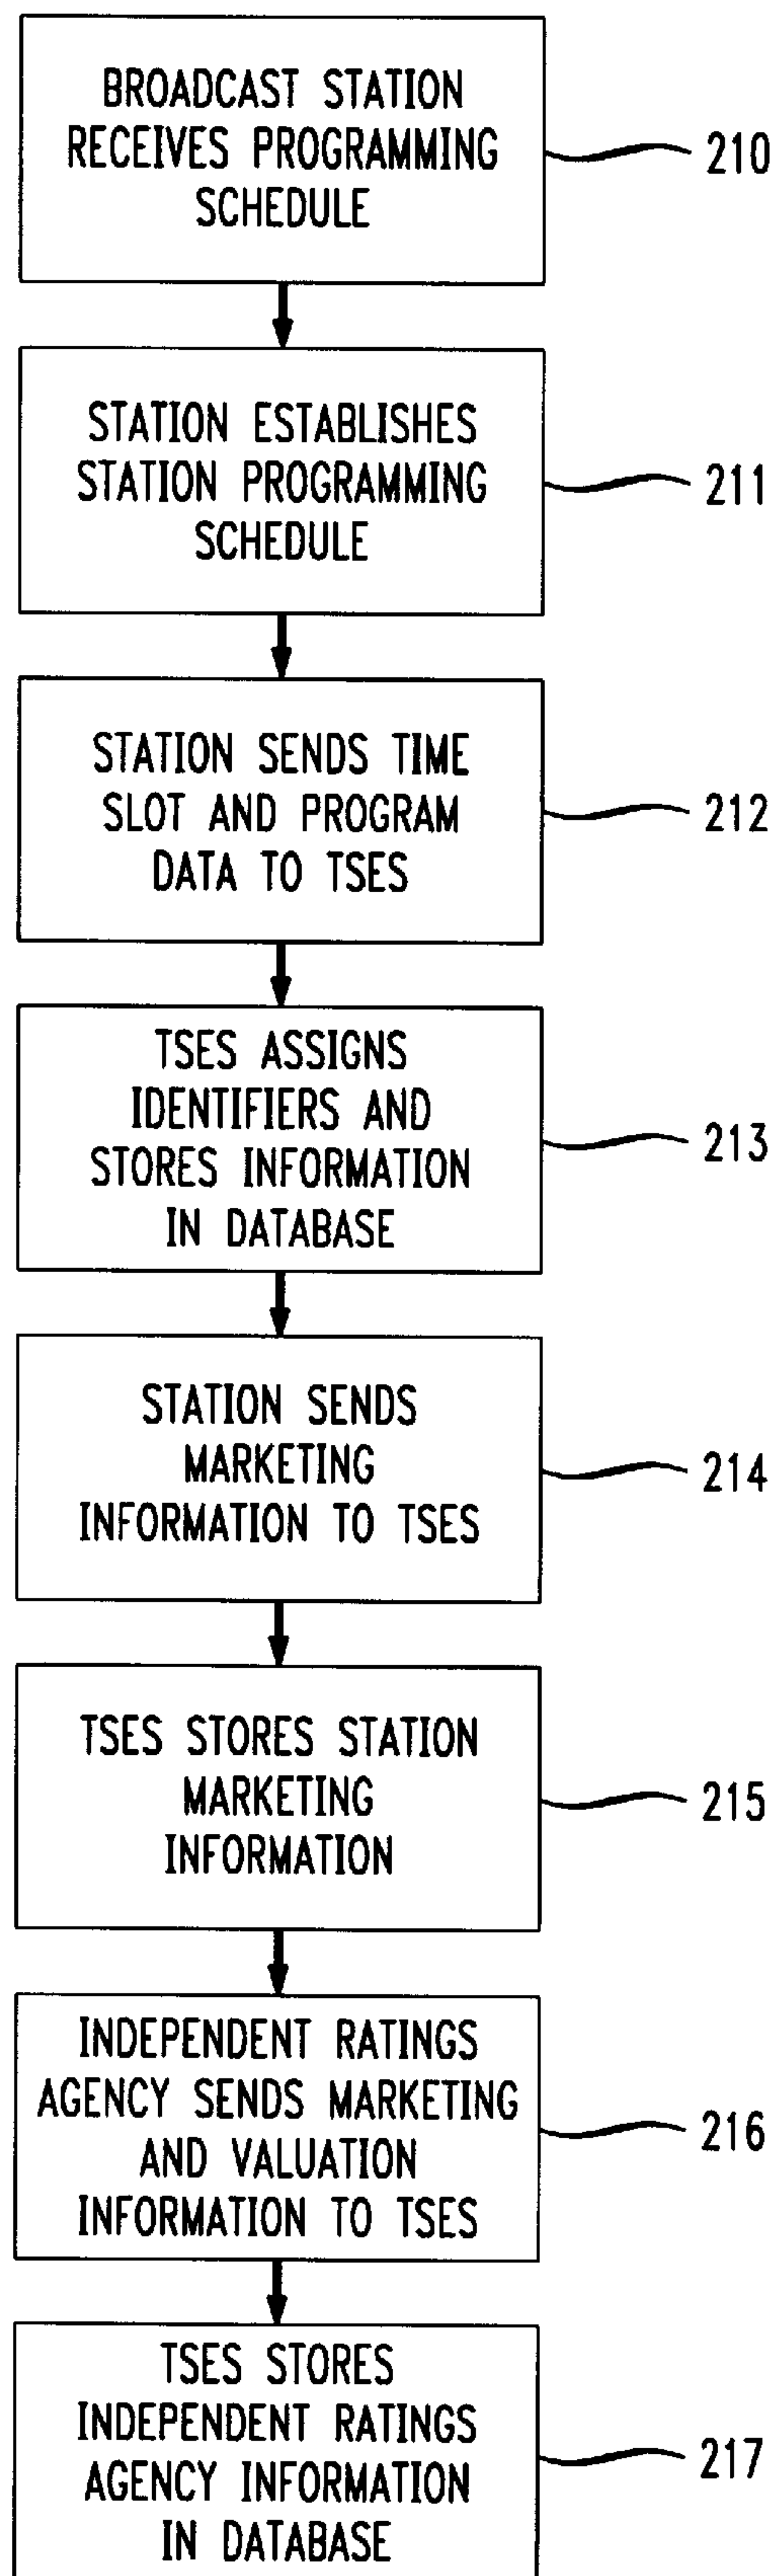 BROADCAST STATION
RECEIVES PROGRAMMING
SCHEDULE
210
STATION ESTABLISHES
STATION PROGRAMMING
SCHEDULE
211
STATION SENDS TIME
SLOT AND PROGRAM
DATA TO TSES
212
TSES ASSIGNS
IDENTIFIERS AND
STORES INFORMATION
IN DATABASE
213
STATION SENDS
MARKETING
INFORMATION TO TSES
214
TSES STORES STATION
MARKETING
INFORMATION
215
INDEPENDENT RATINGS
AGENCY SENDS MARKETING
AND VALUATION
INFORMATION TO TSES
216
TSES STORES
INDEPENDENT RATINGS
AGENCY INFORMATION
IN DATABASE
217